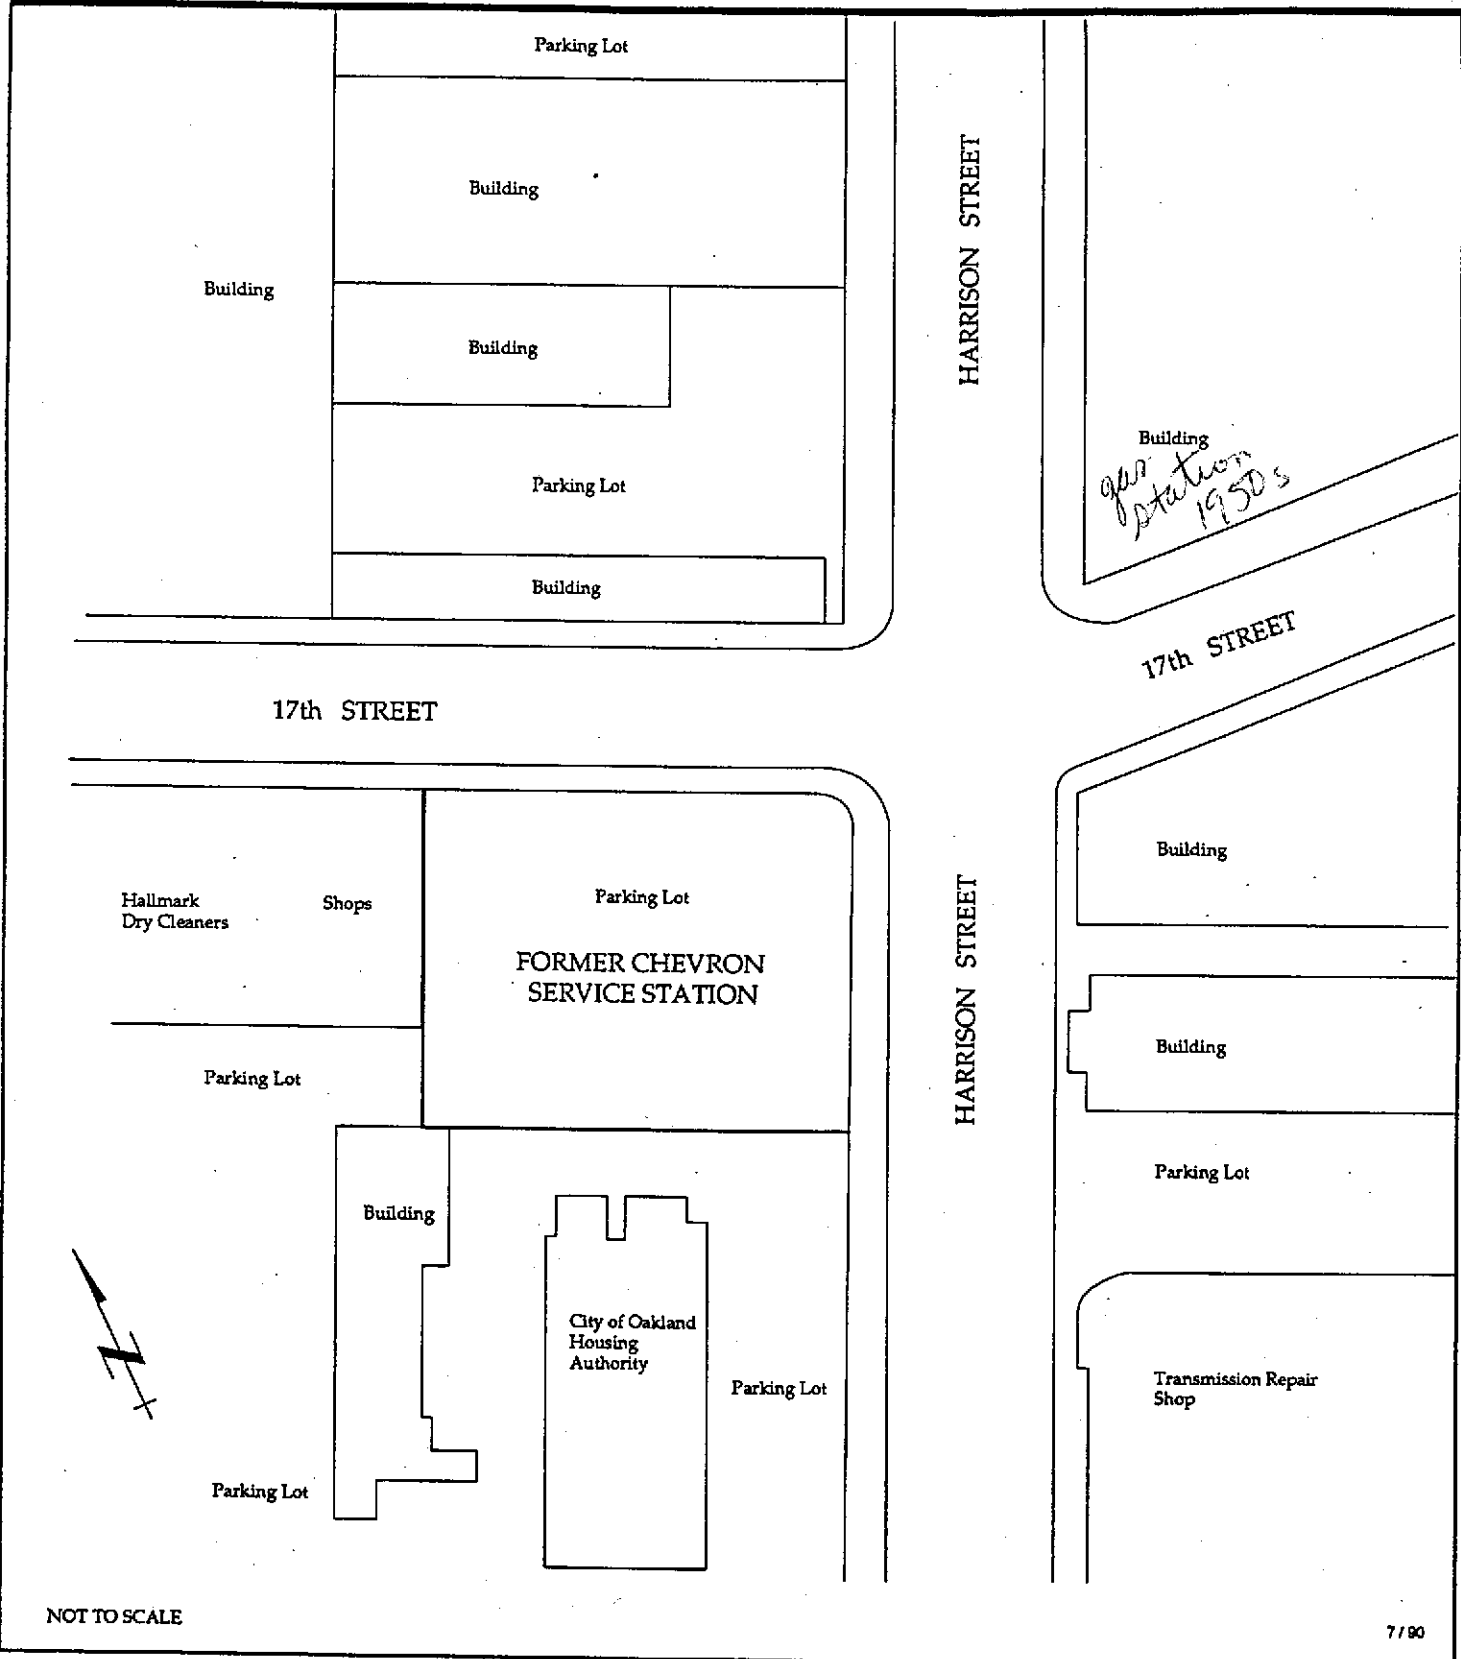 Parking Lot
HARRISON STREET
Building
Building
Building
Building
gas
station
1950s
Parking Lot
Building
17th STREET
17th STREET
Building
Hallmark
Dry Cleaners
Shops
Parking Lot
HARRISON STREET
FORMER CHEVRON
SERVICE STATION
Building
Parking Lot
Parking Lot
Building
City of Oakland
Housing
Authority
Parking Lot
Transmission Repair
Shop
N
Parking Lot
NOT TO SCALE
7/90